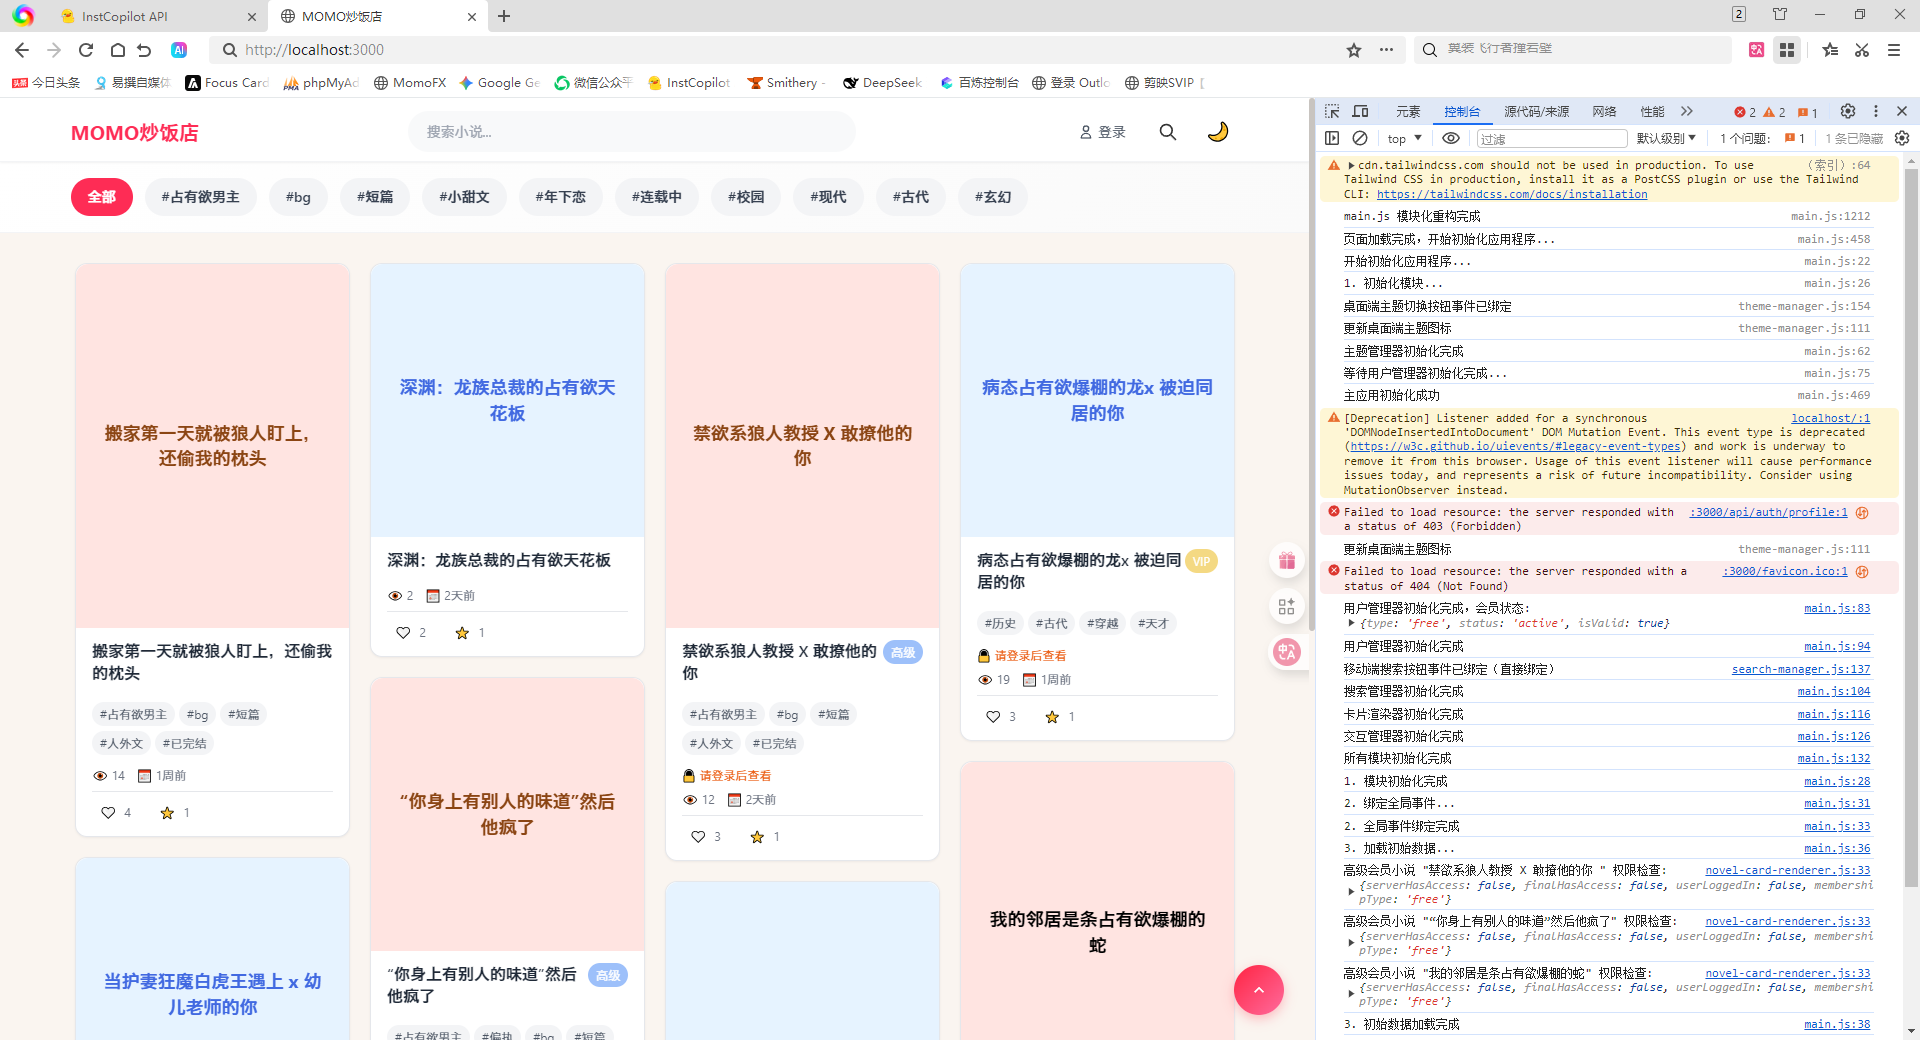 InstCopilot API
MOMO炒饭店
2
http://localhost:3000
翼装飞行者撞岩壁
今日头条
易撰自媒体
Focus Card
phpMyAd
MomoFX
Google Ge
微信公众平
InstCopilot
Smithery -
DeepSeek
百炼控制台
登录 Outlo
剪映SVIP [
MOMO炒饭店
搜索小说...
登录
全部
#占有欲男主
#bg
#短篇
#小甜文
#年下恋
#连载中
#校园
#现代
#古代
#玄幻
搬家第一天就被狼人盯上，
还偷我的枕头
搬家第一天就被狼人盯上，还偷我
的枕头
#占有欲男主 #bg #短篇
#人外文 #已完结
14 1周前
4 1
当护妻狂魔白虎王遇上 x 幼
儿老师的你
深渊：龙族总裁的占有欲天
花板
深渊：龙族总裁的占有欲天花板
2 2天前
2 1
“你身上有别人的味道”然后
他疯了
“你身上有别人的味道”然后 高级
他疯了
#占有欲男主 #偏执 #bg #短篇
禁欲系狼人教授 X 敢撩他的
你
禁欲系狼人教授 X 敢撩他的 高级
你
#占有欲男主 #bg #短篇
#人外文 #已完结
请登录后查看
12 2天前
3 1
病态占有欲爆棚的龙x 被迫同
居的你
病态占有欲爆棚的龙x 被迫同 VIP
居的你
#历史 #古代 #穿越 #天才
请登录后查看
19 1周前
3 1
我的邻居是条占有欲爆棚的
蛇
元素 控制台 源代码/来源 网络 性能 2 2 1
top 过滤 默认级别 1 个问题: 1 1 条已隐藏
cdn.tailwindcss.com should not be used in production. To use （索引）:64
Tailwind CSS in production, install it as a PostCSS plugin or use the Tailwind
CLI: https://tailwindcss.com/docs/installation
main.js 模块化重构完成 main.js:1212
页面加载完成，开始初始化应用程序... main.js:458
开始初始化应用程序... main.js:22
1. 初始化模块... main.js:26
桌面端主题切换按钮事件已绑定 theme-manager.js:154
更新桌面端主题图标 theme-manager.js:111
主题管理器初始化完成 main.js:62
等待用户管理器初始化完成... main.js:75
主应用初始化成功 main.js:469
[Deprecation] Listener added for a synchronous localhost/:1
'DOMNodeInsertedIntoDocument' DOM Mutation Event. This event type is deprecated
(https://w3c.github.io/uievents/#legacy-event-types) and work is underway to
remove it from this browser. Usage of this event listener will cause performance
issues today, and represents a risk of future incompatibility. Consider using
MutationObserver instead.
Failed to load resource: the server responded with :3000/api/auth/profile:1
a status of 403 (Forbidden)
更新桌面端主题图标 theme-manager.js:111
Failed to load resource: the server responded with a :3000/favicon.ico:1
status of 404 (Not Found)
用户管理器初始化完成，会员状态: main.js:83
{type: 'free', status: 'active', isValid: true}
用户管理器初始化完成 main.js:94
移动端搜索按钮事件已绑定（直接绑定） search-manager.js:137
搜索管理器初始化完成 main.js:104
卡片渲染器初始化完成 main.js:116
交互管理器初始化完成 main.js:126
所有模块初始化完成 main.js:132
1. 模块初始化完成 main.js:28
2. 绑定全局事件... main.js:31
2. 全局事件绑定完成 main.js:33
3. 加载初始数据... main.js:36
高级会员小说 "禁欲系狼人教授 X 敢撩他的你 " 权限检查: novel-card-renderer.js:33
{serverHasAccess: false, finalHasAccess: false, userLoggedIn: false, membershi
pType: 'free'}
高级会员小说 "“你身上有别人的味道”然后他疯了" 权限检查: novel-card-renderer.js:33
{serverHasAccess: false, finalHasAccess: false, userLoggedIn: false, membershi
pType: 'free'}
高级会员小说 "我的邻居是条占有欲爆棚的蛇" 权限检查: novel-card-renderer.js:33
{serverHasAccess: false, finalHasAccess: false, userLoggedIn: false, membershi
pType: 'free'}
3. 初始数据加载完成 main.js:38